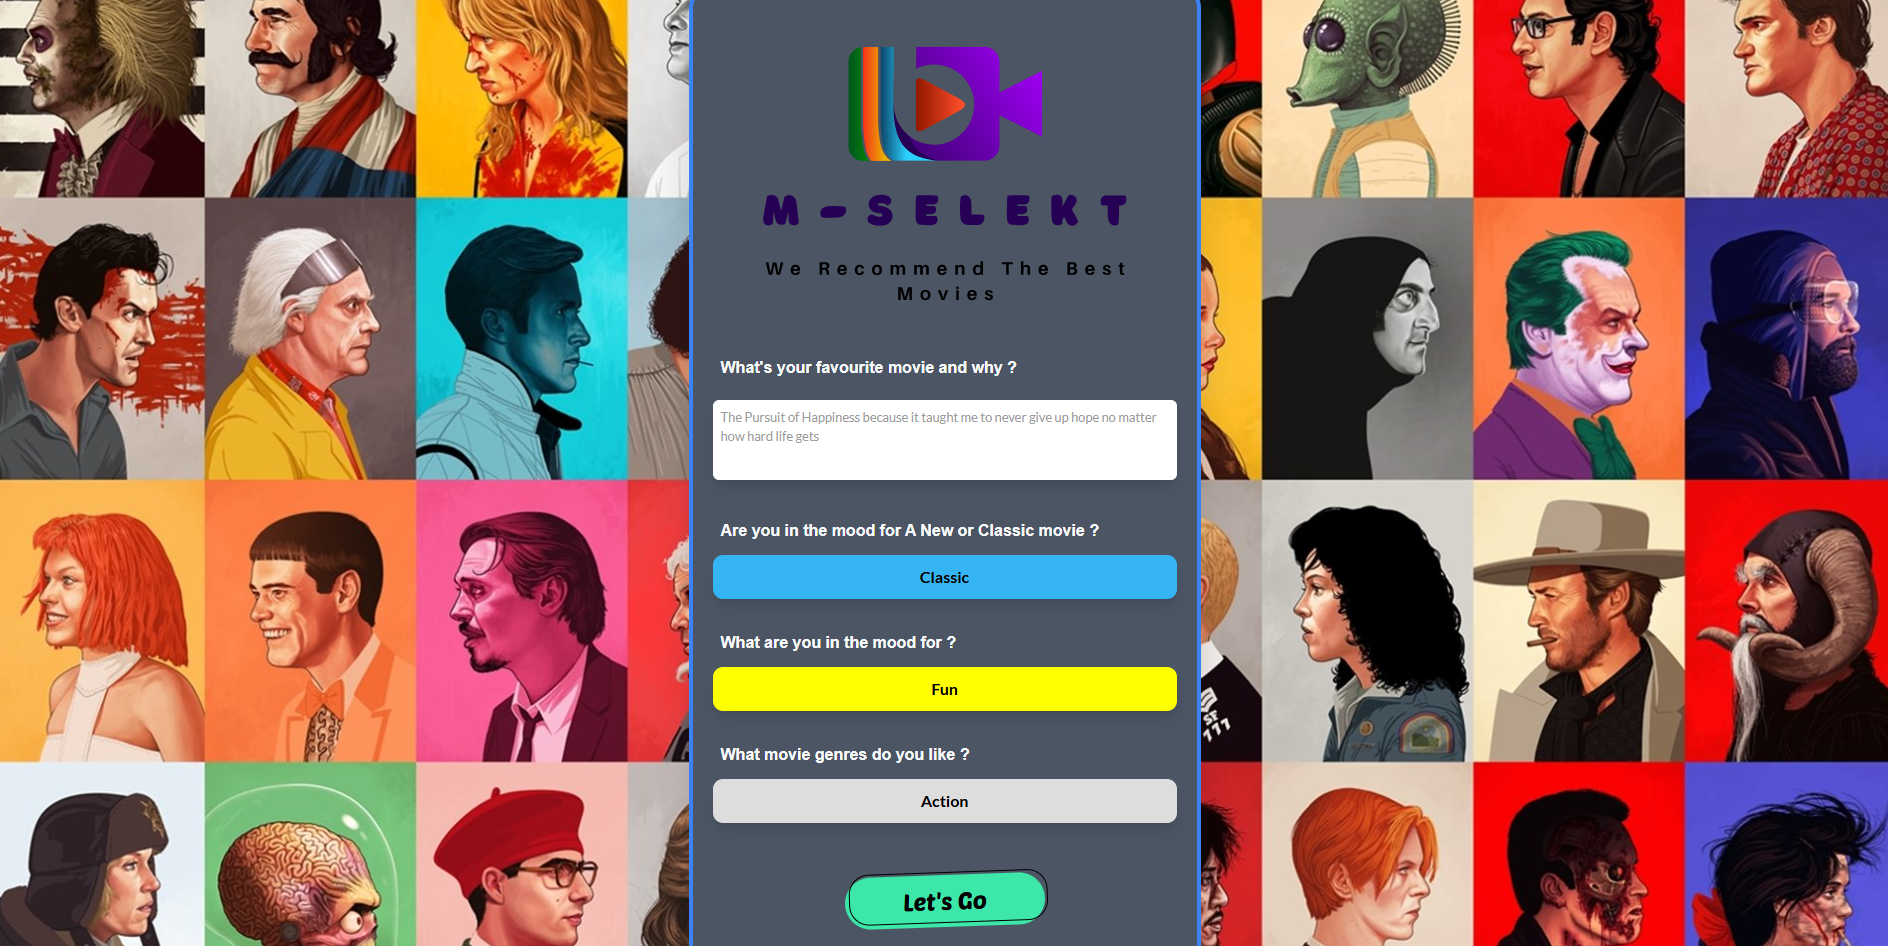 M-SELEKT
We Recommend The Best
Movies
What's your favourite movie and why ?
The Pursuit of Happiness because it taught me to never give up hope no matter
how hard life gets
Are you in the mood for A New or Classic movie ?
Classic
What are you in the mood for ?
Fun
What movie genres do you like ?
Action
SF
777
Let's Go